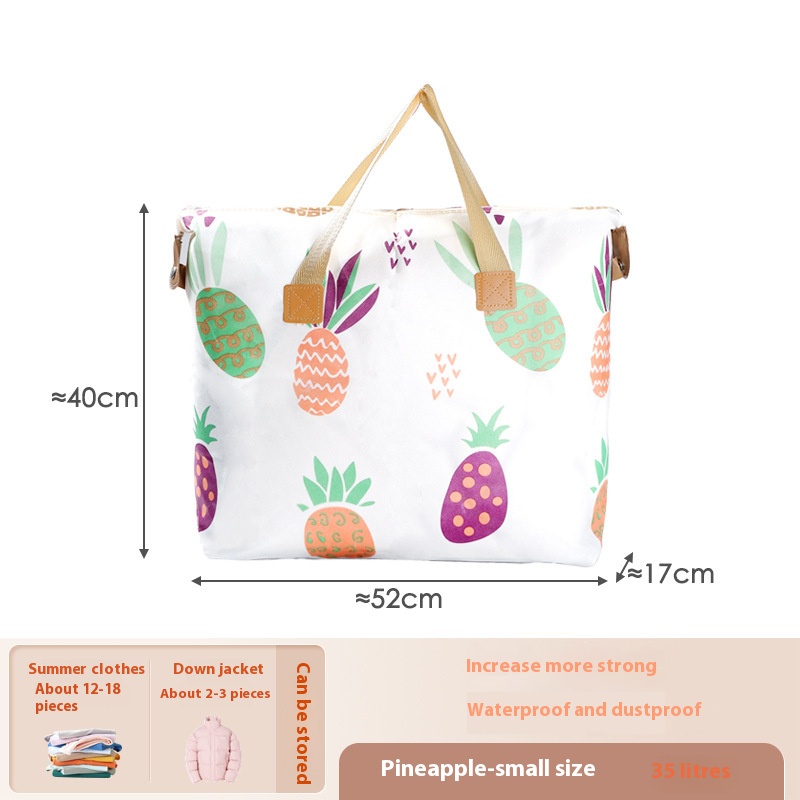 ≈40cm
≈52cm
≈17cm
Summer clothes
About 12-18
pieces
Down jacket
About 2-3 pieces
Can be stored
Increase more strong
Waterproof and dustproof
Pineapple-small size
35 litres